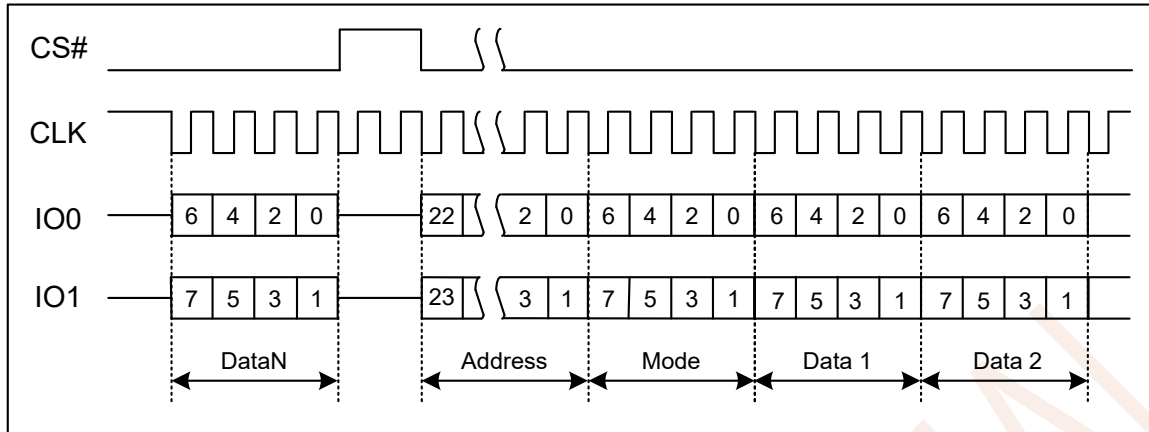 CS#
CLK
IO0 6 4 2 0 22 2 0 6 4 2 0 6 4 2 0 6 4 2 0
IO1 7 5 3 1 23 3 1 7 5 3 1 7 5 3 1 7 5 3 1
DataN Address Mode Data 1 Data 2